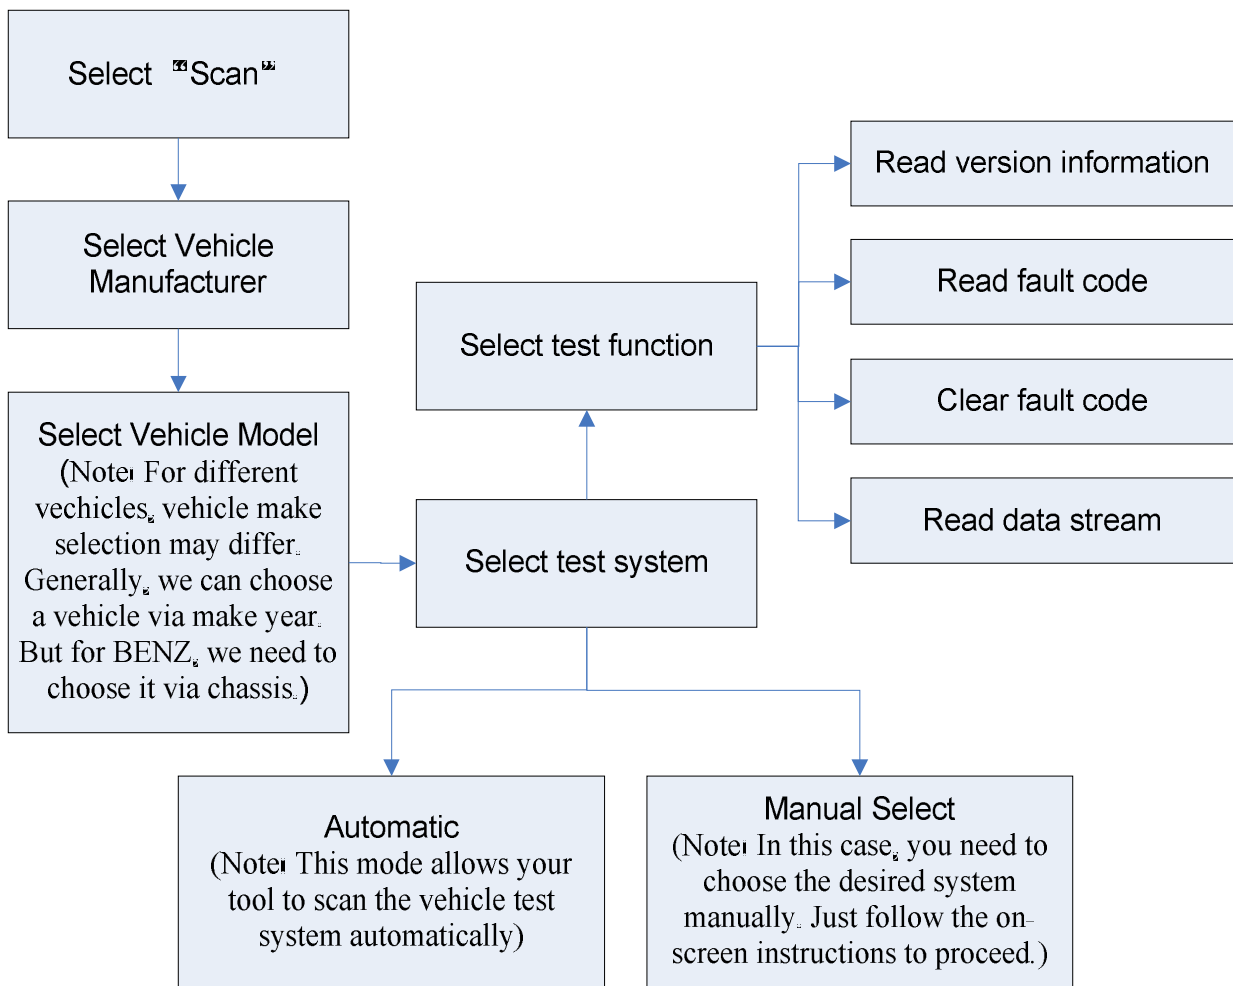 Select “Scan”
Select Vehicle
Manufacturer
Select Vehicle Model
(Note: For different
vechicles, vehicle make
selection may differ.
Generally, we can choose
a vehicle via make year.
But for BENZ, we need to
choose it via chassis.)
Select test system
Select test function
Read version information
Read fault code
Clear fault code
Read data stream
Automatic
(Note: This mode allows your
tool to scan the vehicle test
system automatically)
Manual Select
(Note: In this case, you need to
choose the desired system
manually. Just follow the on-
screen instructions to proceed.)